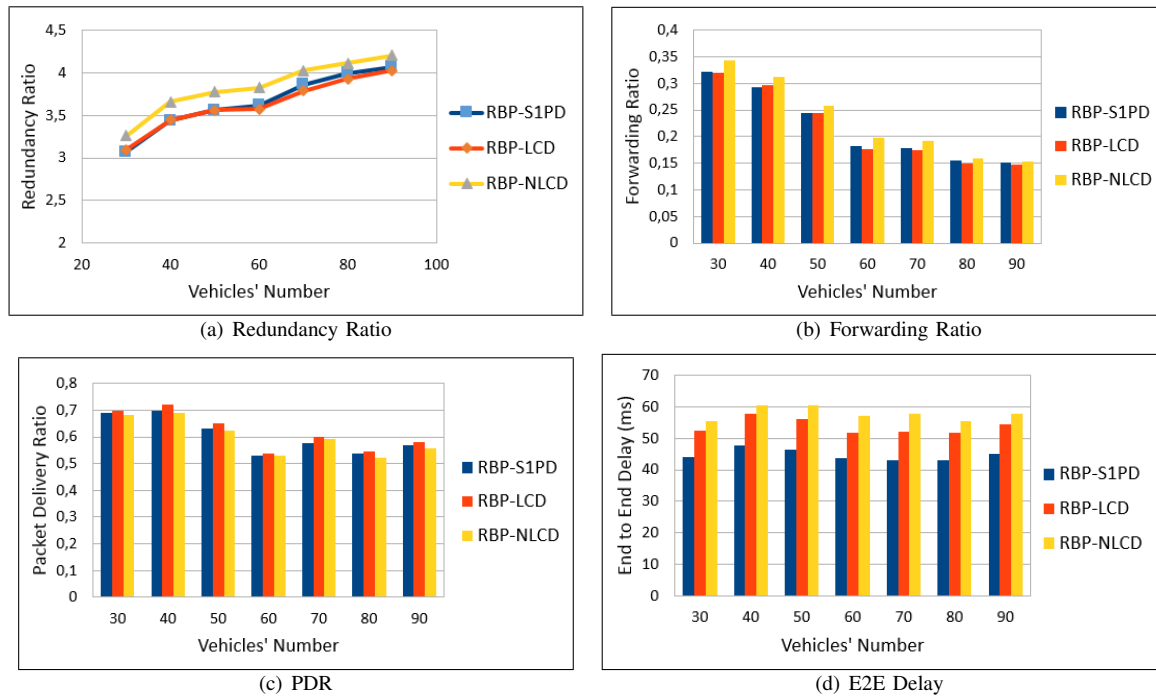 4,5
4
3,5
3
2,5
2
Redundancy Ratio
20
40
60
80
100
Vehicles' Number
RBP-S1PD
RBP-LCD
RBP-NLCD
(a) Redundancy Ratio
0,4
0,35
0,3
0,25
0,2
0,15
0,1
0,05
0
Forwarding Ratio
30
40
50
60
70
80
90
Vehicles' Number
RBP-S1PD
RBP-LCD
RBP-NLCD
(b) Forwarding Ratio
0,8
0,7
0,6
0,5
0,4
0,3
0,2
0,1
0
Packet Delivery Ratio
30
40
50
60
70
80
90
Vehicles' Number
RBP-S1PD
RBP-LCD
RBP-NLCD
(c) PDR
70
60
50
40
30
20
10
0
End to End Delay (ms)
30
40
50
60
70
80
90
Vehicles' Number
RBP-S1PD
RBP-LCD
RBP-NLCD
(d) E2E Delay